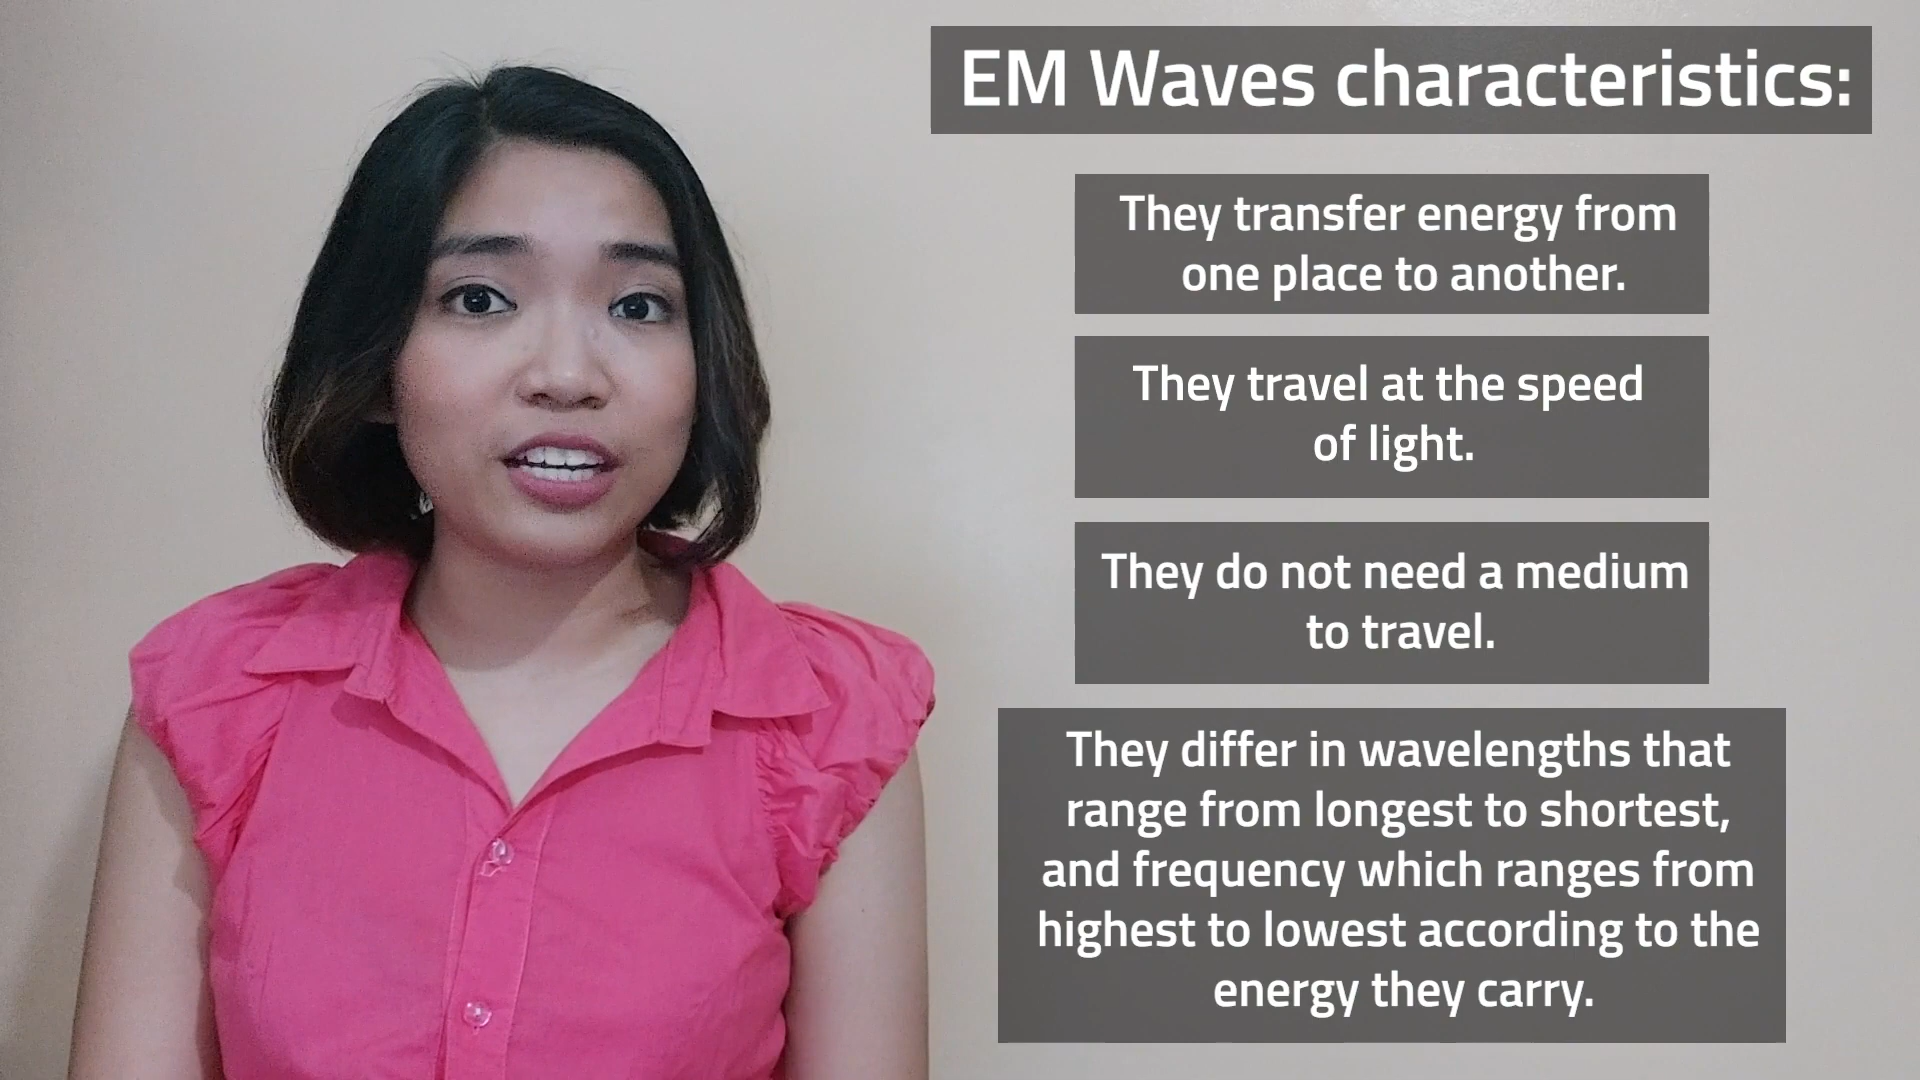 EM Waves characteristics:
They transfer energy from
one place to another.
They travel at the speed
of light.
They do not need a medium
to travel.
They differ in wavelengths that
range from longest to shortest,
and frequency which ranges from
highest to lowest according to the
energy they carry.